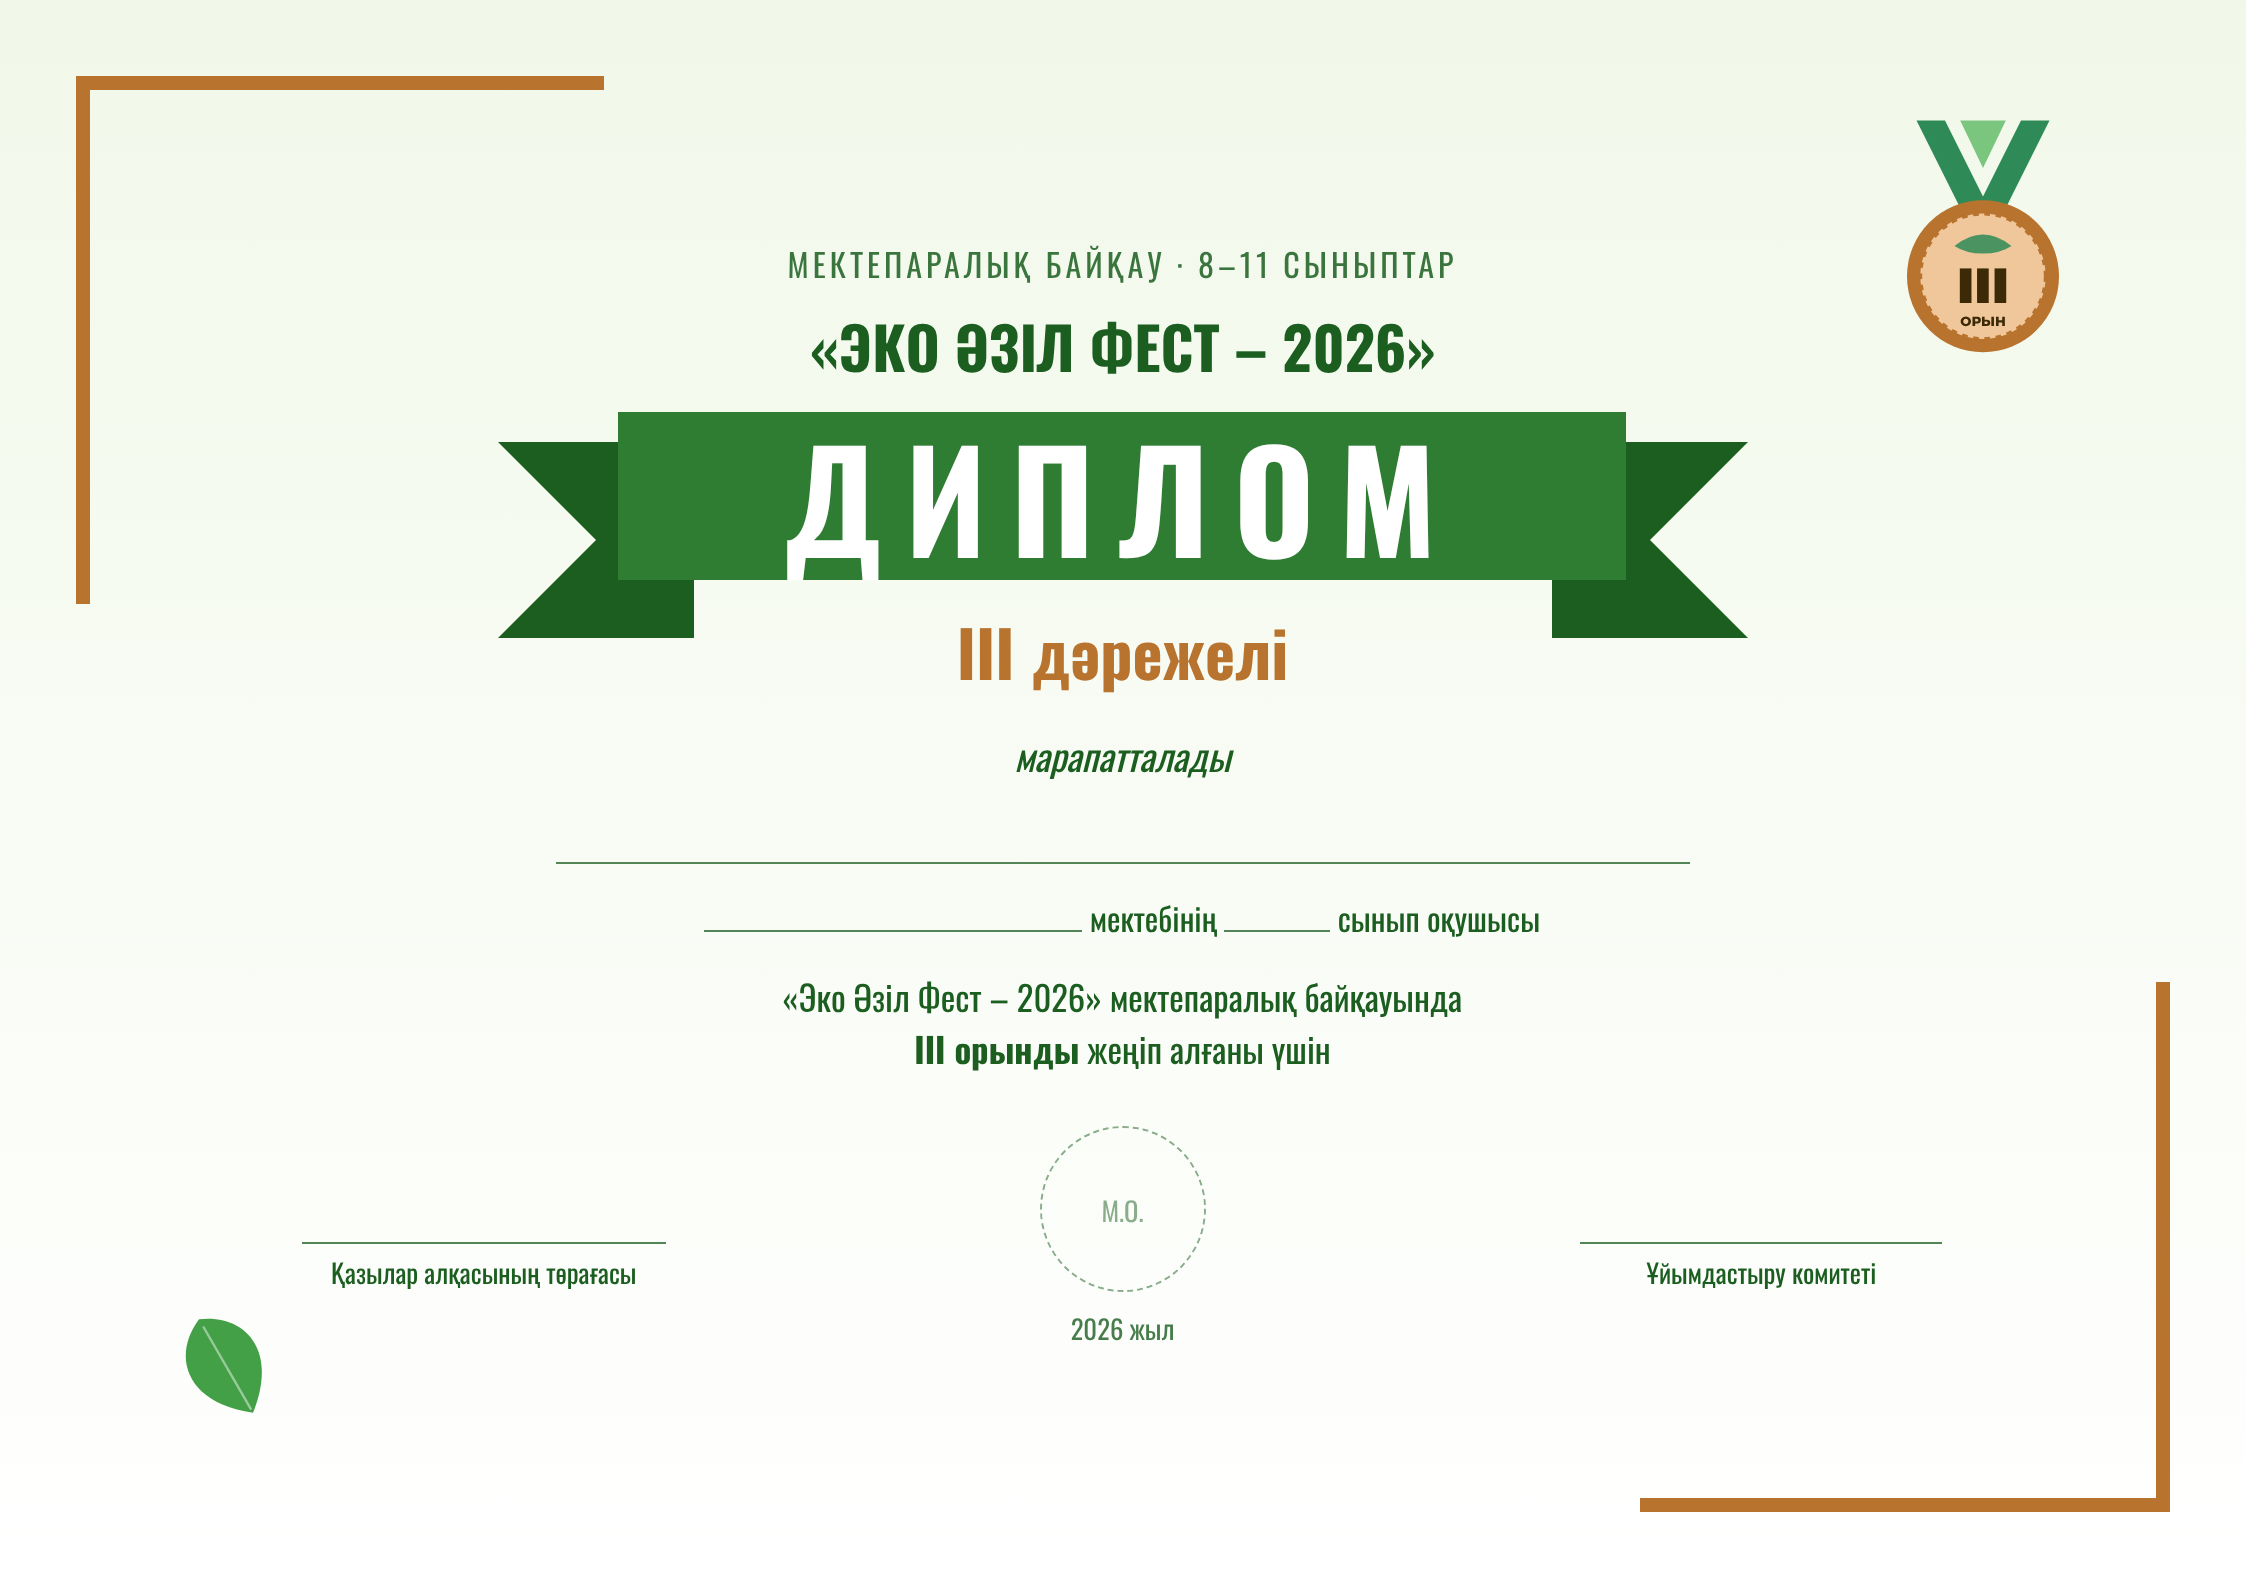 МЕКТЕПАРАЛЫҚ БАЙҚАУ · 8–11 СЫНЫПТАР
«ЭКО ӘЗІЛ ФЕСТ – 2026»
III
ОРЫН
ДИПЛОМ
III дәрежелі
марапатталады
мектебінің сынып оқушысы
«Эко Әзіл Фест – 2026» мектепаралық байқауында
III орынды жеңіп алғаны үшін
М.О.
Қазылар алқасының төрағасы
Ұйымдастыру комитеті
2026 жыл